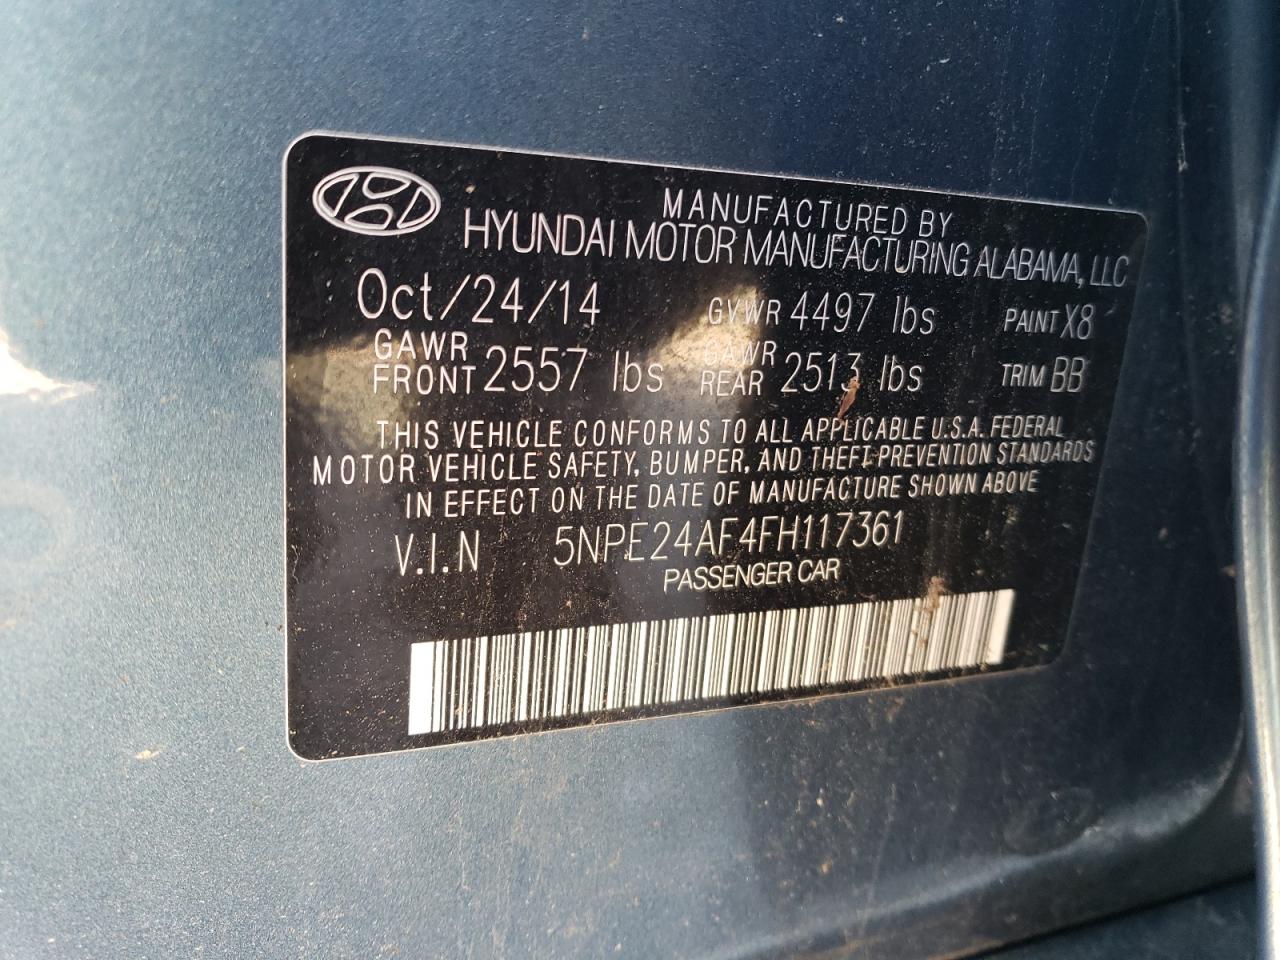 MANUFACTURED BY
HYUNDAI MOTOR MANUFACTURING ALABAMA, LLC
Oct/24/14 GVWR 4497 lbs PAINT X8
GAWR FRONT 2557 lbs GAWR REAR 2513 lbs TRIM BB
THIS VEHICLE CONFORMS TO ALL APPLICABLE U.S.A. FEDERAL
MOTOR VEHICLE SAFETY, BUMPER, AND THEFT PREVENTION STANDARDS
IN EFFECT ON THE DATE OF MANUFACTURE SHOWN ABOVE
V.I.N 5NPE24AF4FH117361
PASSENGER CAR